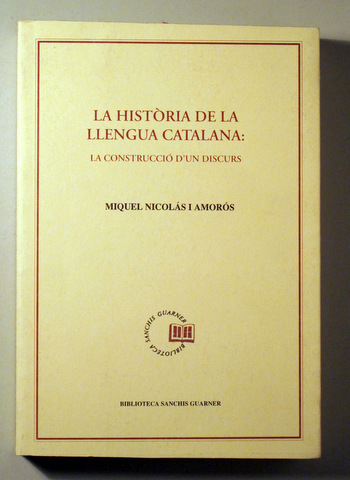 LA HISTÒRIA DE LA
LLENGUA CATALANA:
LA CONSTRUCCIÓ D'UN DISCURS
MIQUEL NICOLÁS I AMORÓS
BIBLIOTECA SANCHIS GUARNER
BIBLIOTECA SANCHIS GUARNER